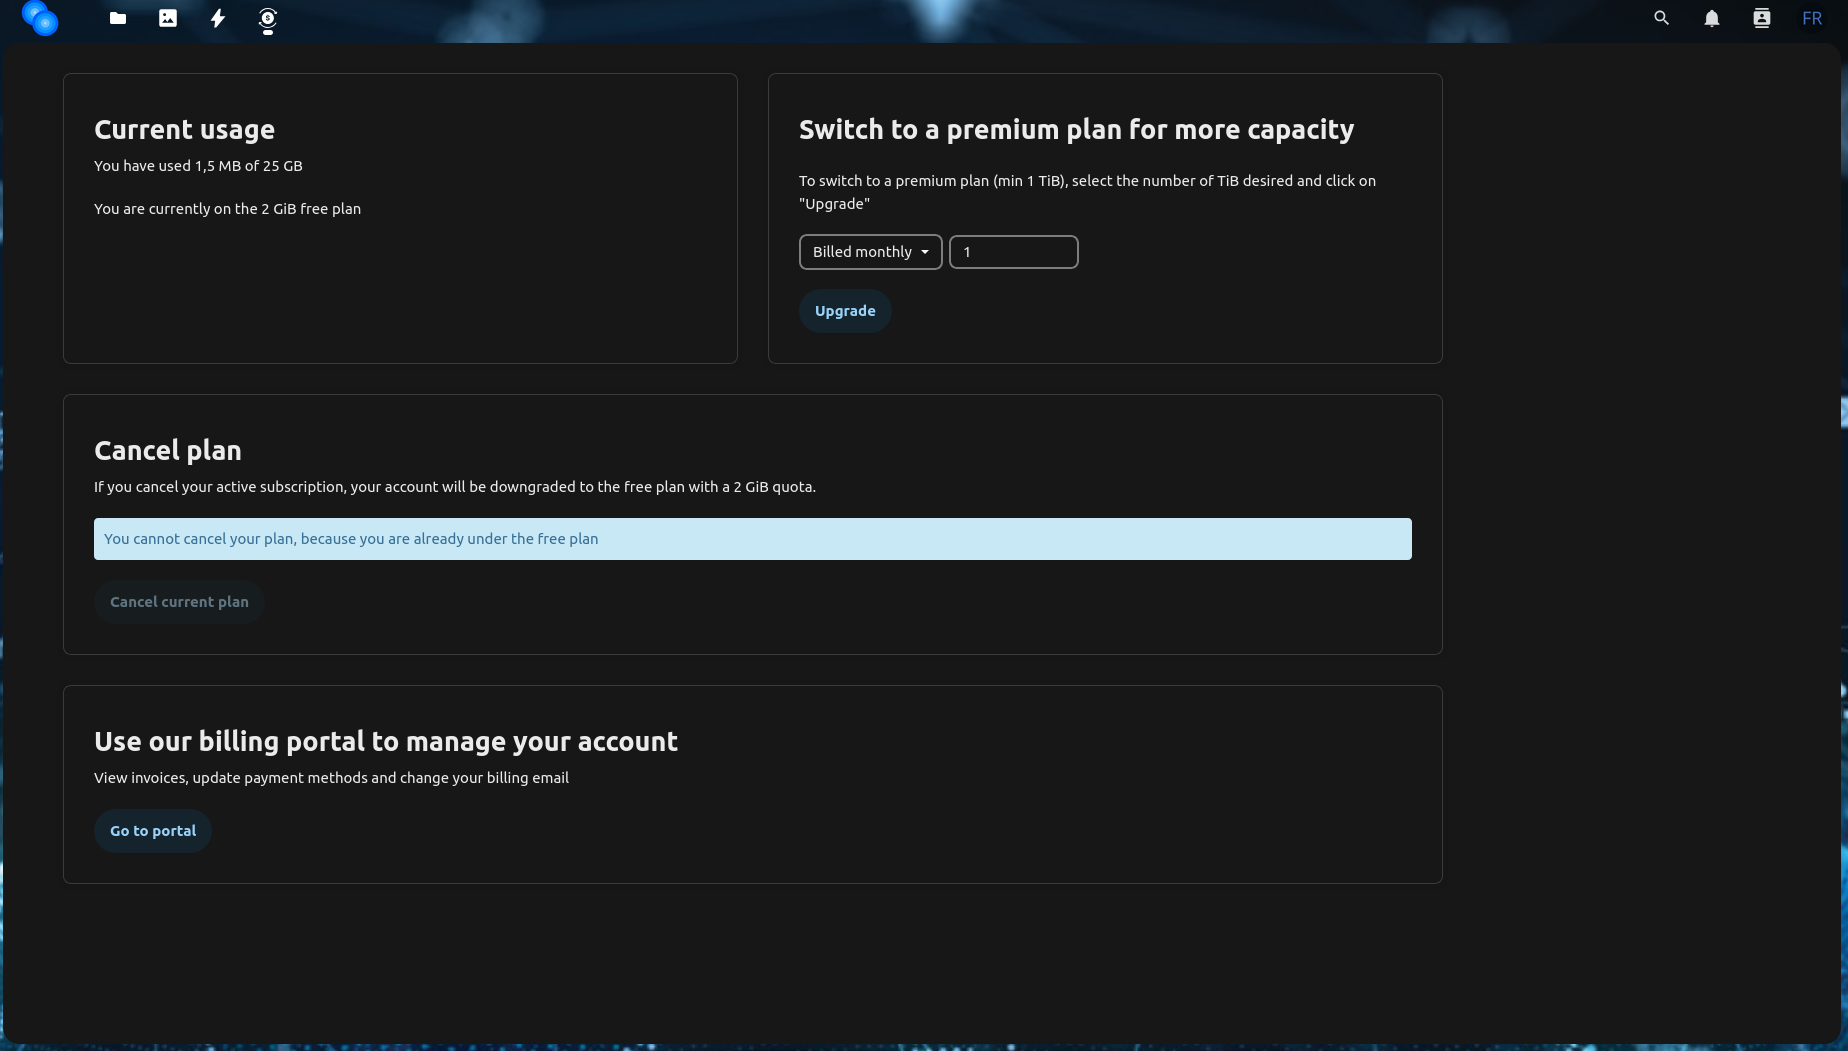 FR
Current usage
You have used 1,5 MB of 25 GB
You are currently on the 2 GiB free plan
Switch to a premium plan for more capacity
To switch to a premium plan (min 1 TiB), select the number of TiB desired and click on
"Upgrade"
Billed monthly
1
Upgrade
Cancel plan
If you cancel your active subscription, your account will be downgraded to the free plan with a 2 GiB quota.
You cannot cancel your plan, because you are already under the free plan
Cancel current plan
Use our billing portal to manage your account
View invoices, update payment methods and change your billing email
Go to portal